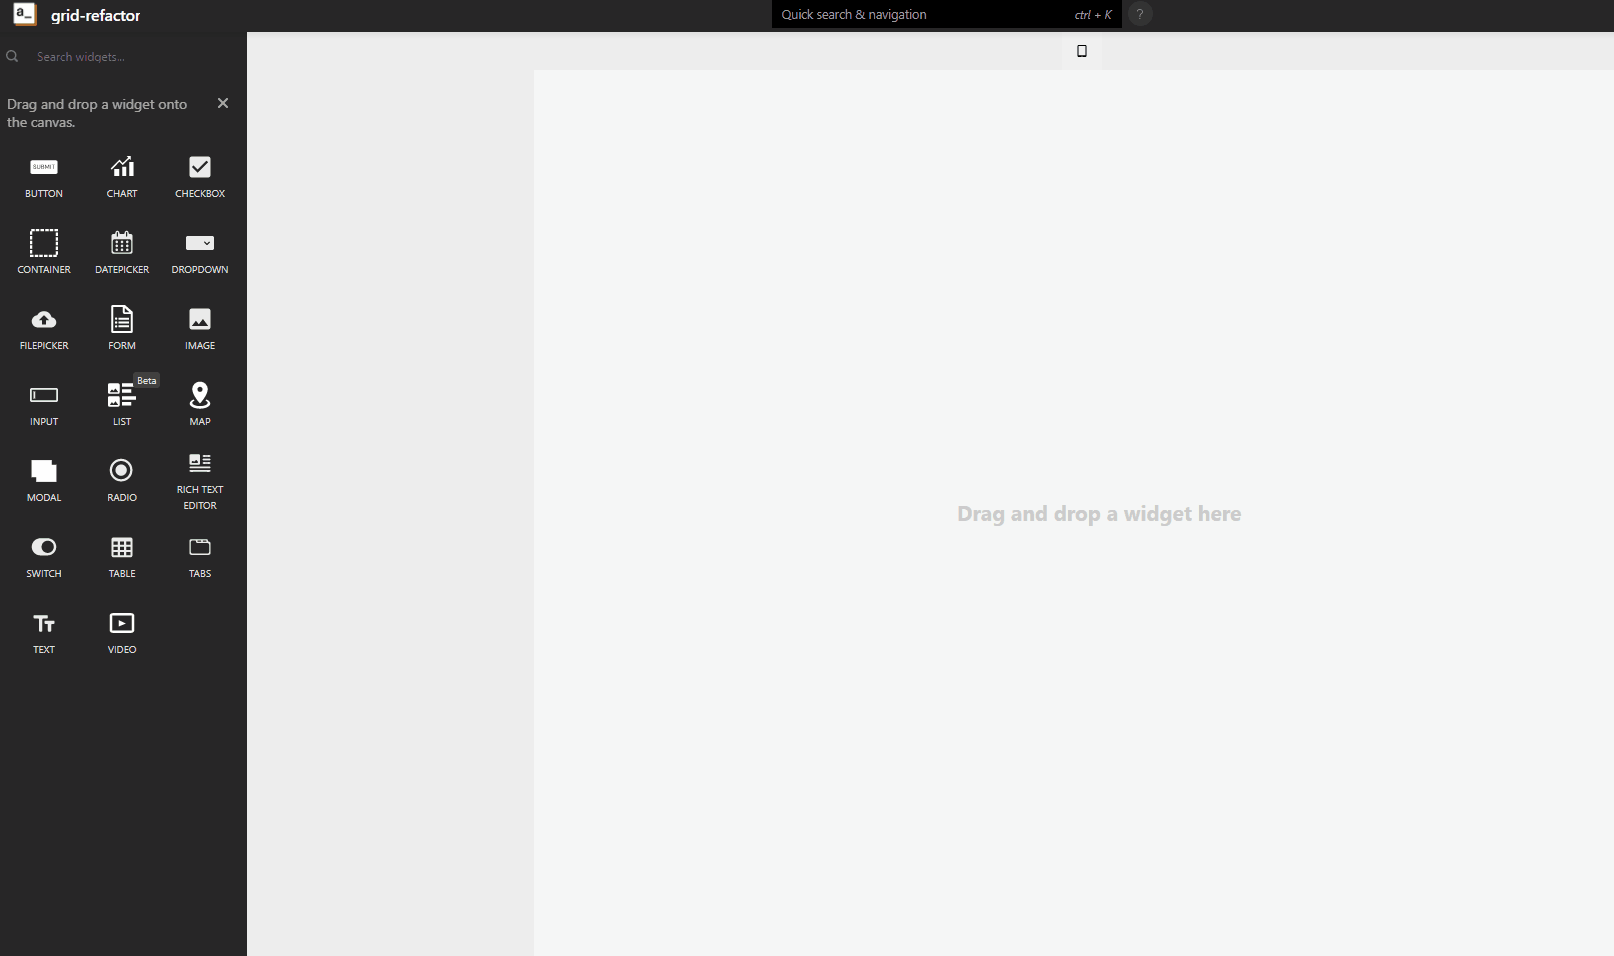 a_
grid-refactor
Quick search & navigation
ctrl + K
?
Search widgets...
Drag and drop a widget onto
the canvas.
SUBMIT
BUTTON
CHART
CHECKBOX
CONTAINER
DATEPICKER
DROPDOWN
FILEPICKER
FORM
IMAGE
Beta
INPUT
LIST
MAP
MODAL
RADIO
RICH TEXT
EDITOR
SWITCH
TABLE
TABS
Tт
TEXT
VIDEO
Drag and drop a widget here